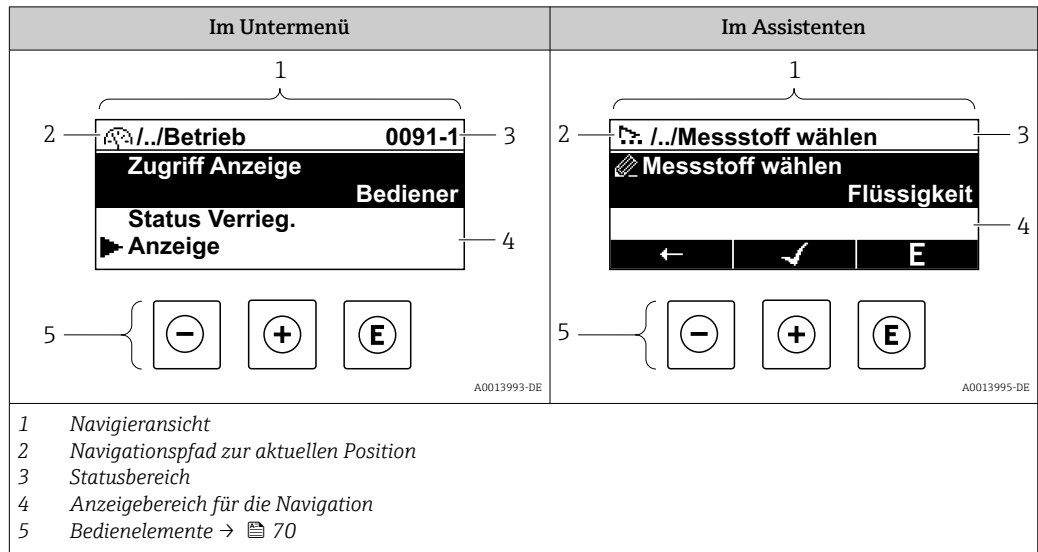 Im Untermenü
Im Assistenten
1
2
/../Betrieb 0091-1
3
Zugriff Anzeige
Bediener
Status Verrieg.
Anzeige
4
5
- + E
A0013993-DE
1
2
/../Messstoff wählen
3
Messstoff wählen
Flüssigkeit
4
← ✓ E
5
- + E
A0013995-DE
1 Navigieransicht
2 Navigationspfad zur aktuellen Position
3 Statusbereich
4 Anzeigebereich für die Navigation
5 Bedienelemente → 70